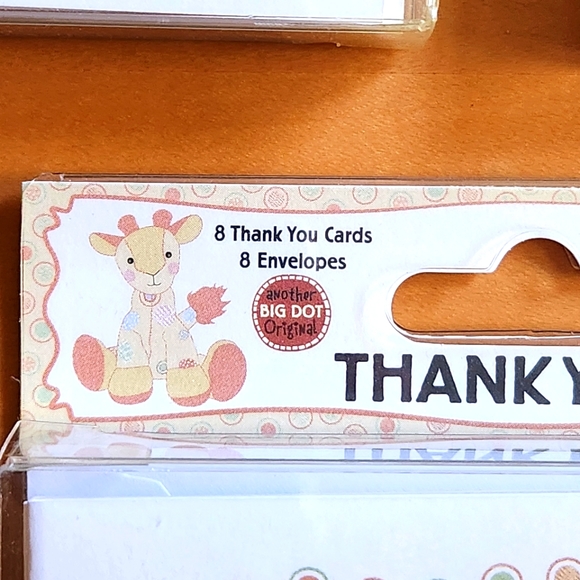 8 Thank You Cards
8 Envelopes
another
BIG DOT
Original
THANK Y